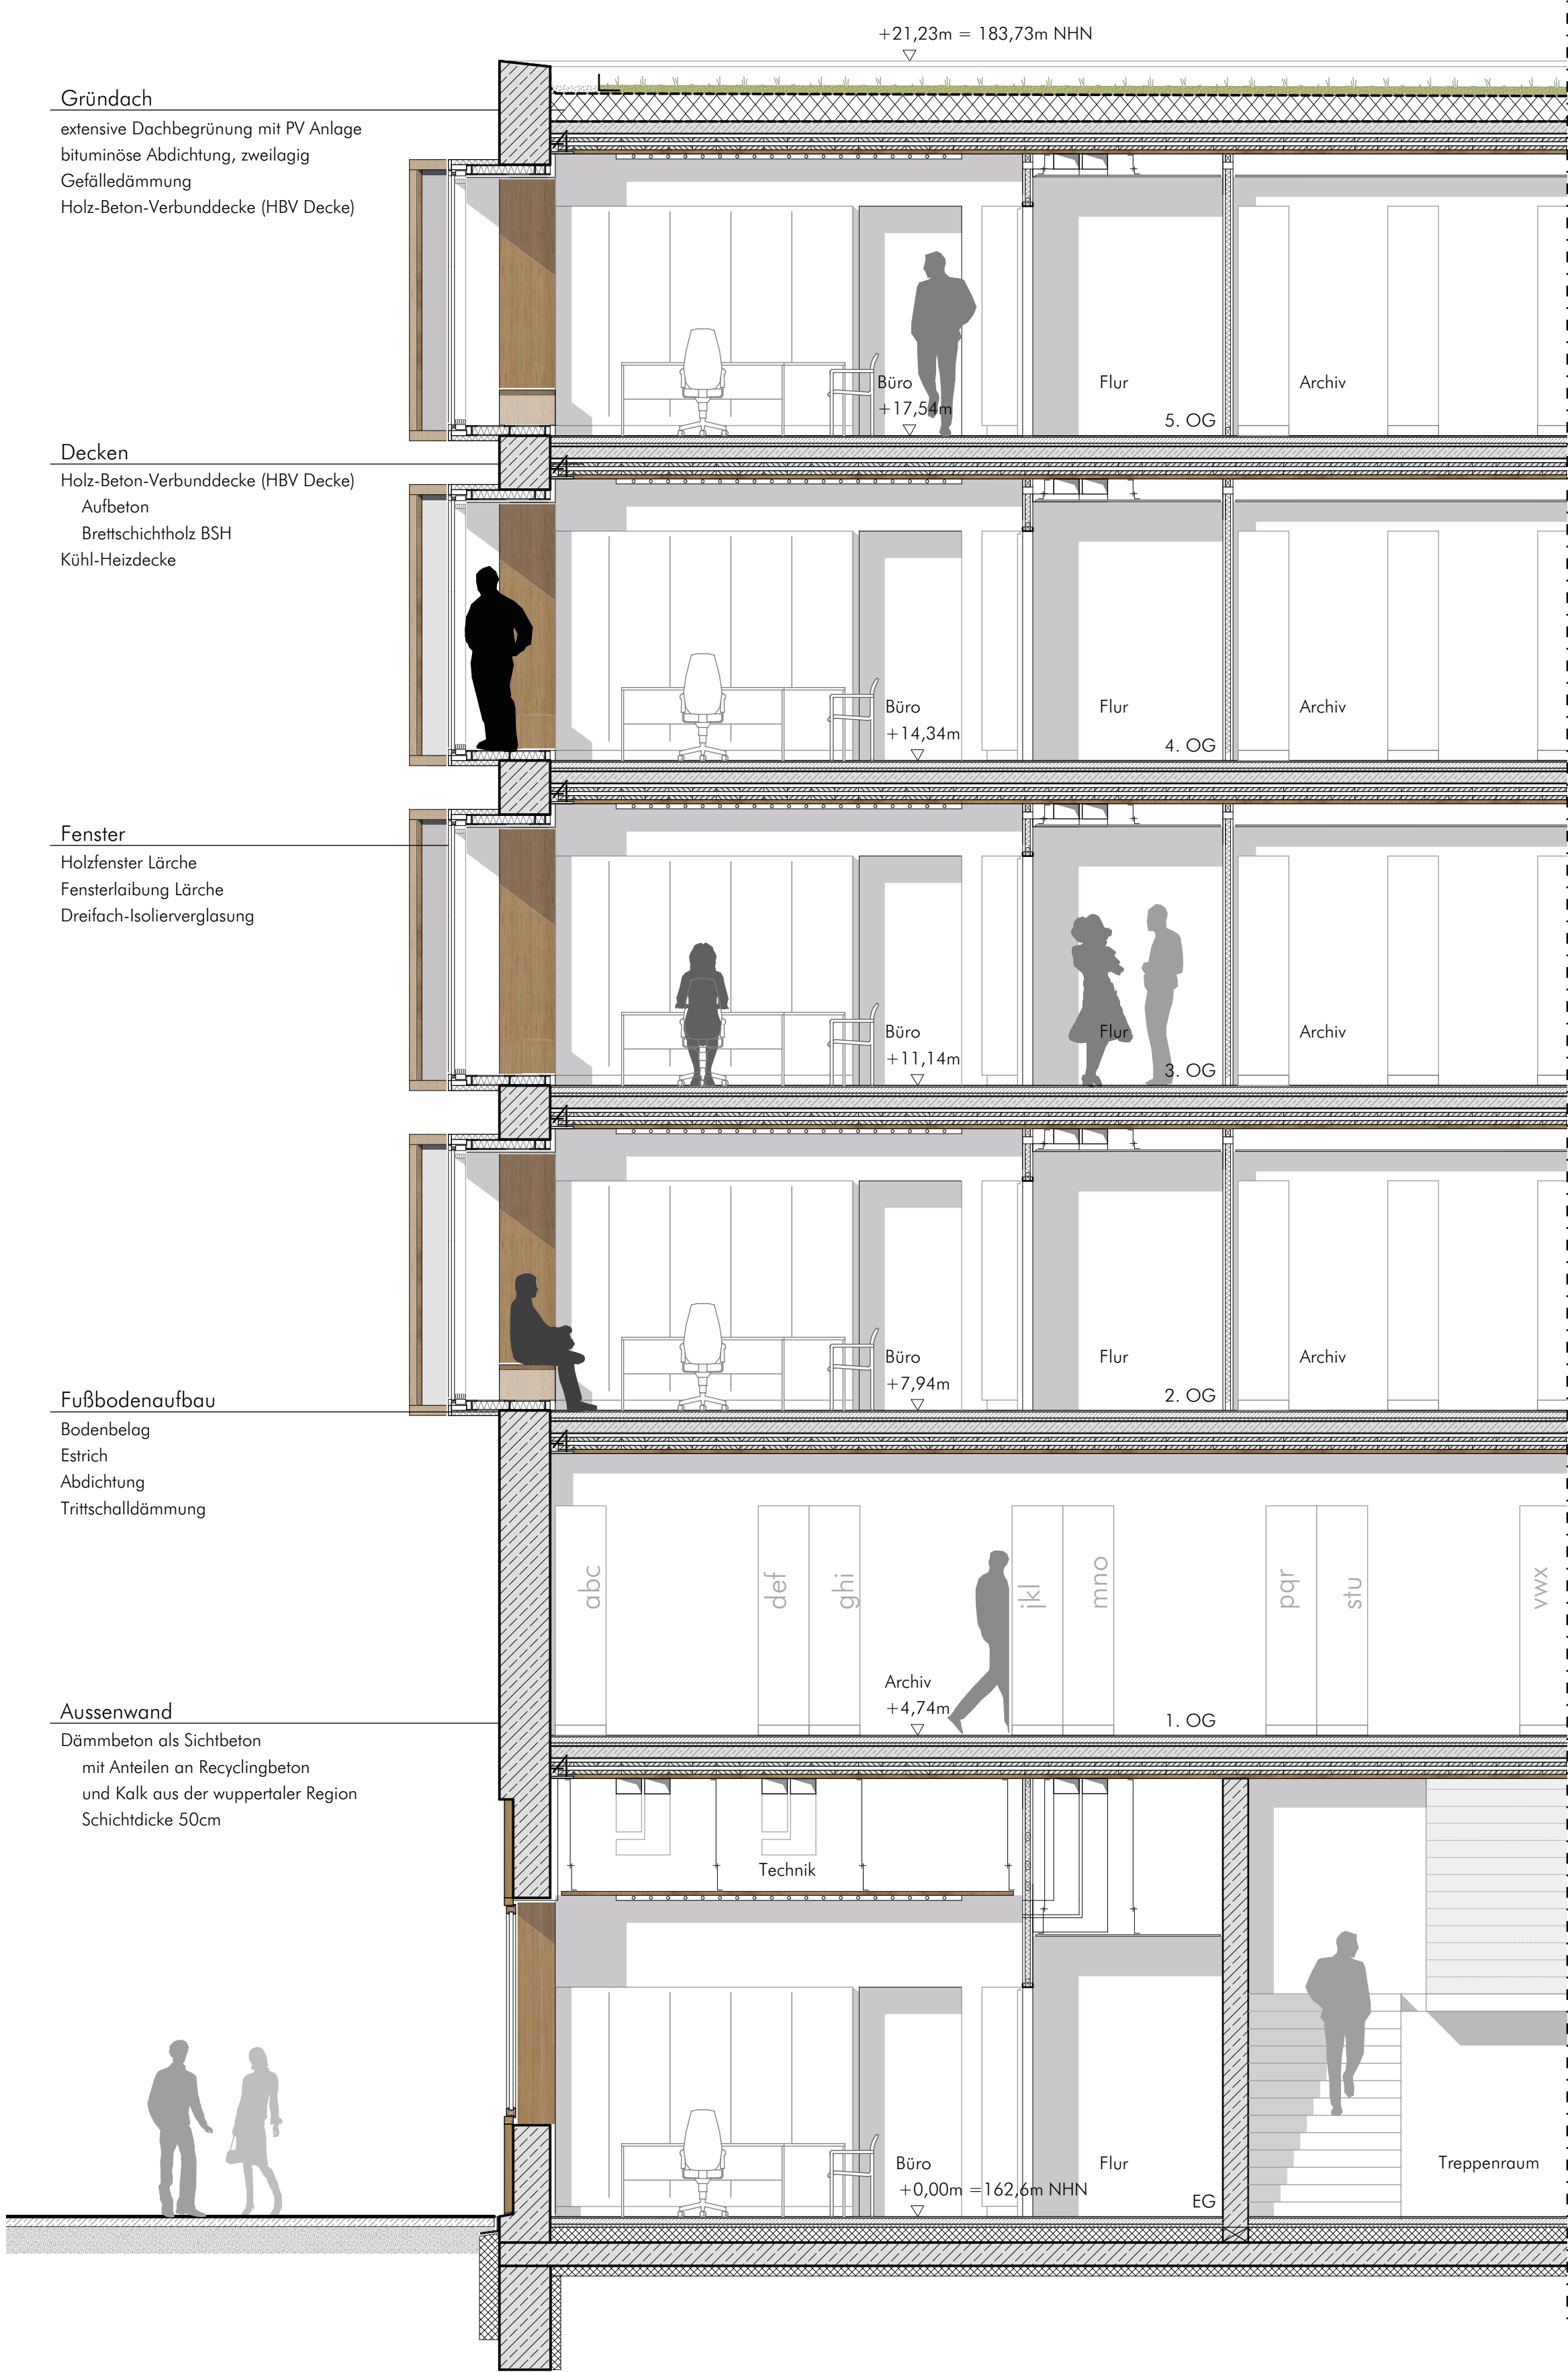 +21,23m = 183,73m NHN
Gründach
extensive Dachbegrünung mit PV Anlage
bituminöse Abdichtung, zweilagig
Gefälledämmung
Holz-Beton-Verbunddecke (HBV Decke)
Büro
+17,54m
Flur
5. OG
Archiv
Decken
Holz-Beton-Verbunddecke (HBV Decke)
Aufbeton
Brettschichtholz BSH
Kühl-Heizdecke
Büro
+14,34m
Flur
4. OG
Archiv
Fenster
Holzfenster Lärche
Fensterlaibung Lärche
Dreifach-Isolierverglasung
Büro
+11,14m
Flur
3. OG
Archiv
Büro
+7,94m
Flur
2. OG
Archiv
Fußbodenaufbau
Bodenbelag
Estrich
Abdichtung
Trittschalldämmung
abc
def
ghi
jkl
mno
pqr
stu
vwx
Archiv
+4,74m
1. OG
Aussenwand
Dämmbeton als Sichtbeton
mit Anteilen an Recyclingbeton
und Kalk aus der wuppertaler Region
Schichtdicke 50cm
Technik
Büro
+0,00m =162,6m NHN
Flur
EG
Treppenraum